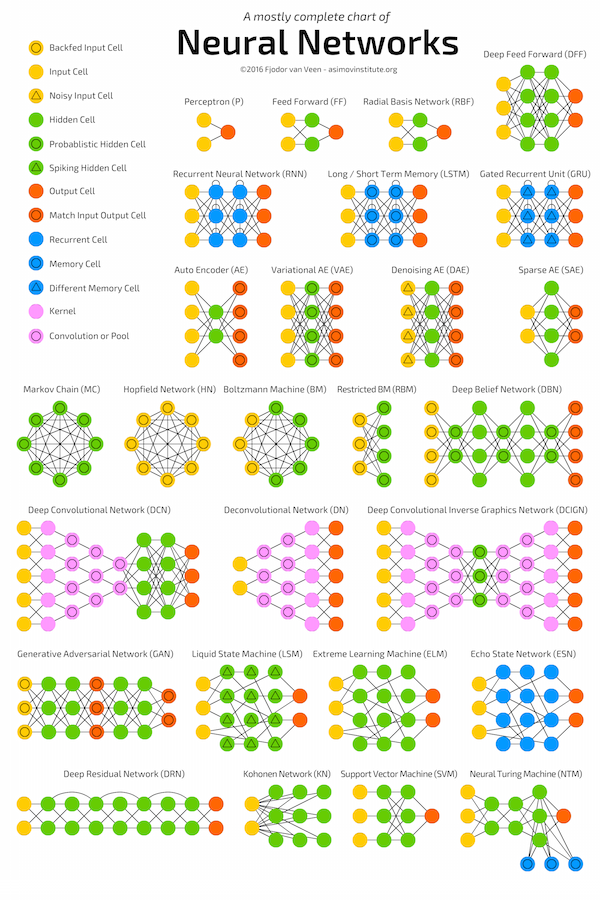 A mostly complete chart of
Neural Networks
©2016 Fjodor van Veen - asimovinstitute.org
Backfed Input Cell
Input Cell
Noisy Input Cell
Hidden Cell
Probablistic Hidden Cell
Spiking Hidden Cell
Output Cell
Match Input Output Cell
Recurrent Cell
Memory Cell
Different Memory Cell
Kernel
Convolution or Pool
Perceptron (P)
Feed Forward (FF)
Radial Basis Network (RBF)
Deep Feed Forward (DFF)
Recurrent Neural Network (RNN)
Long / Short Term Memory (LSTM)
Gated Recurrent Unit (GRU)
Auto Encoder (AE)
Variational AE (VAE)
Denoising AE (DAE)
Sparse AE (SAE)
Markov Chain (MC)
Hopfield Network (HN)
Boltzmann Machine (BM)
Restricted BM (RBM)
Deep Belief Network (DBN)
Deep Convolutional Network (DCN)
Deconvolutional Network (DN)
Deep Convolutional Inverse Graphics Network (DCIGN)
Generative Adversarial Network (GAN)
Liquid State Machine (LSM)
Extreme Learning Machine (ELM)
Echo State Network (ESN)
Deep Residual Network (DRN)
Kohonen Network (KN)
Support Vector Machine (SVM)
Neural Turing Machine (NTM)